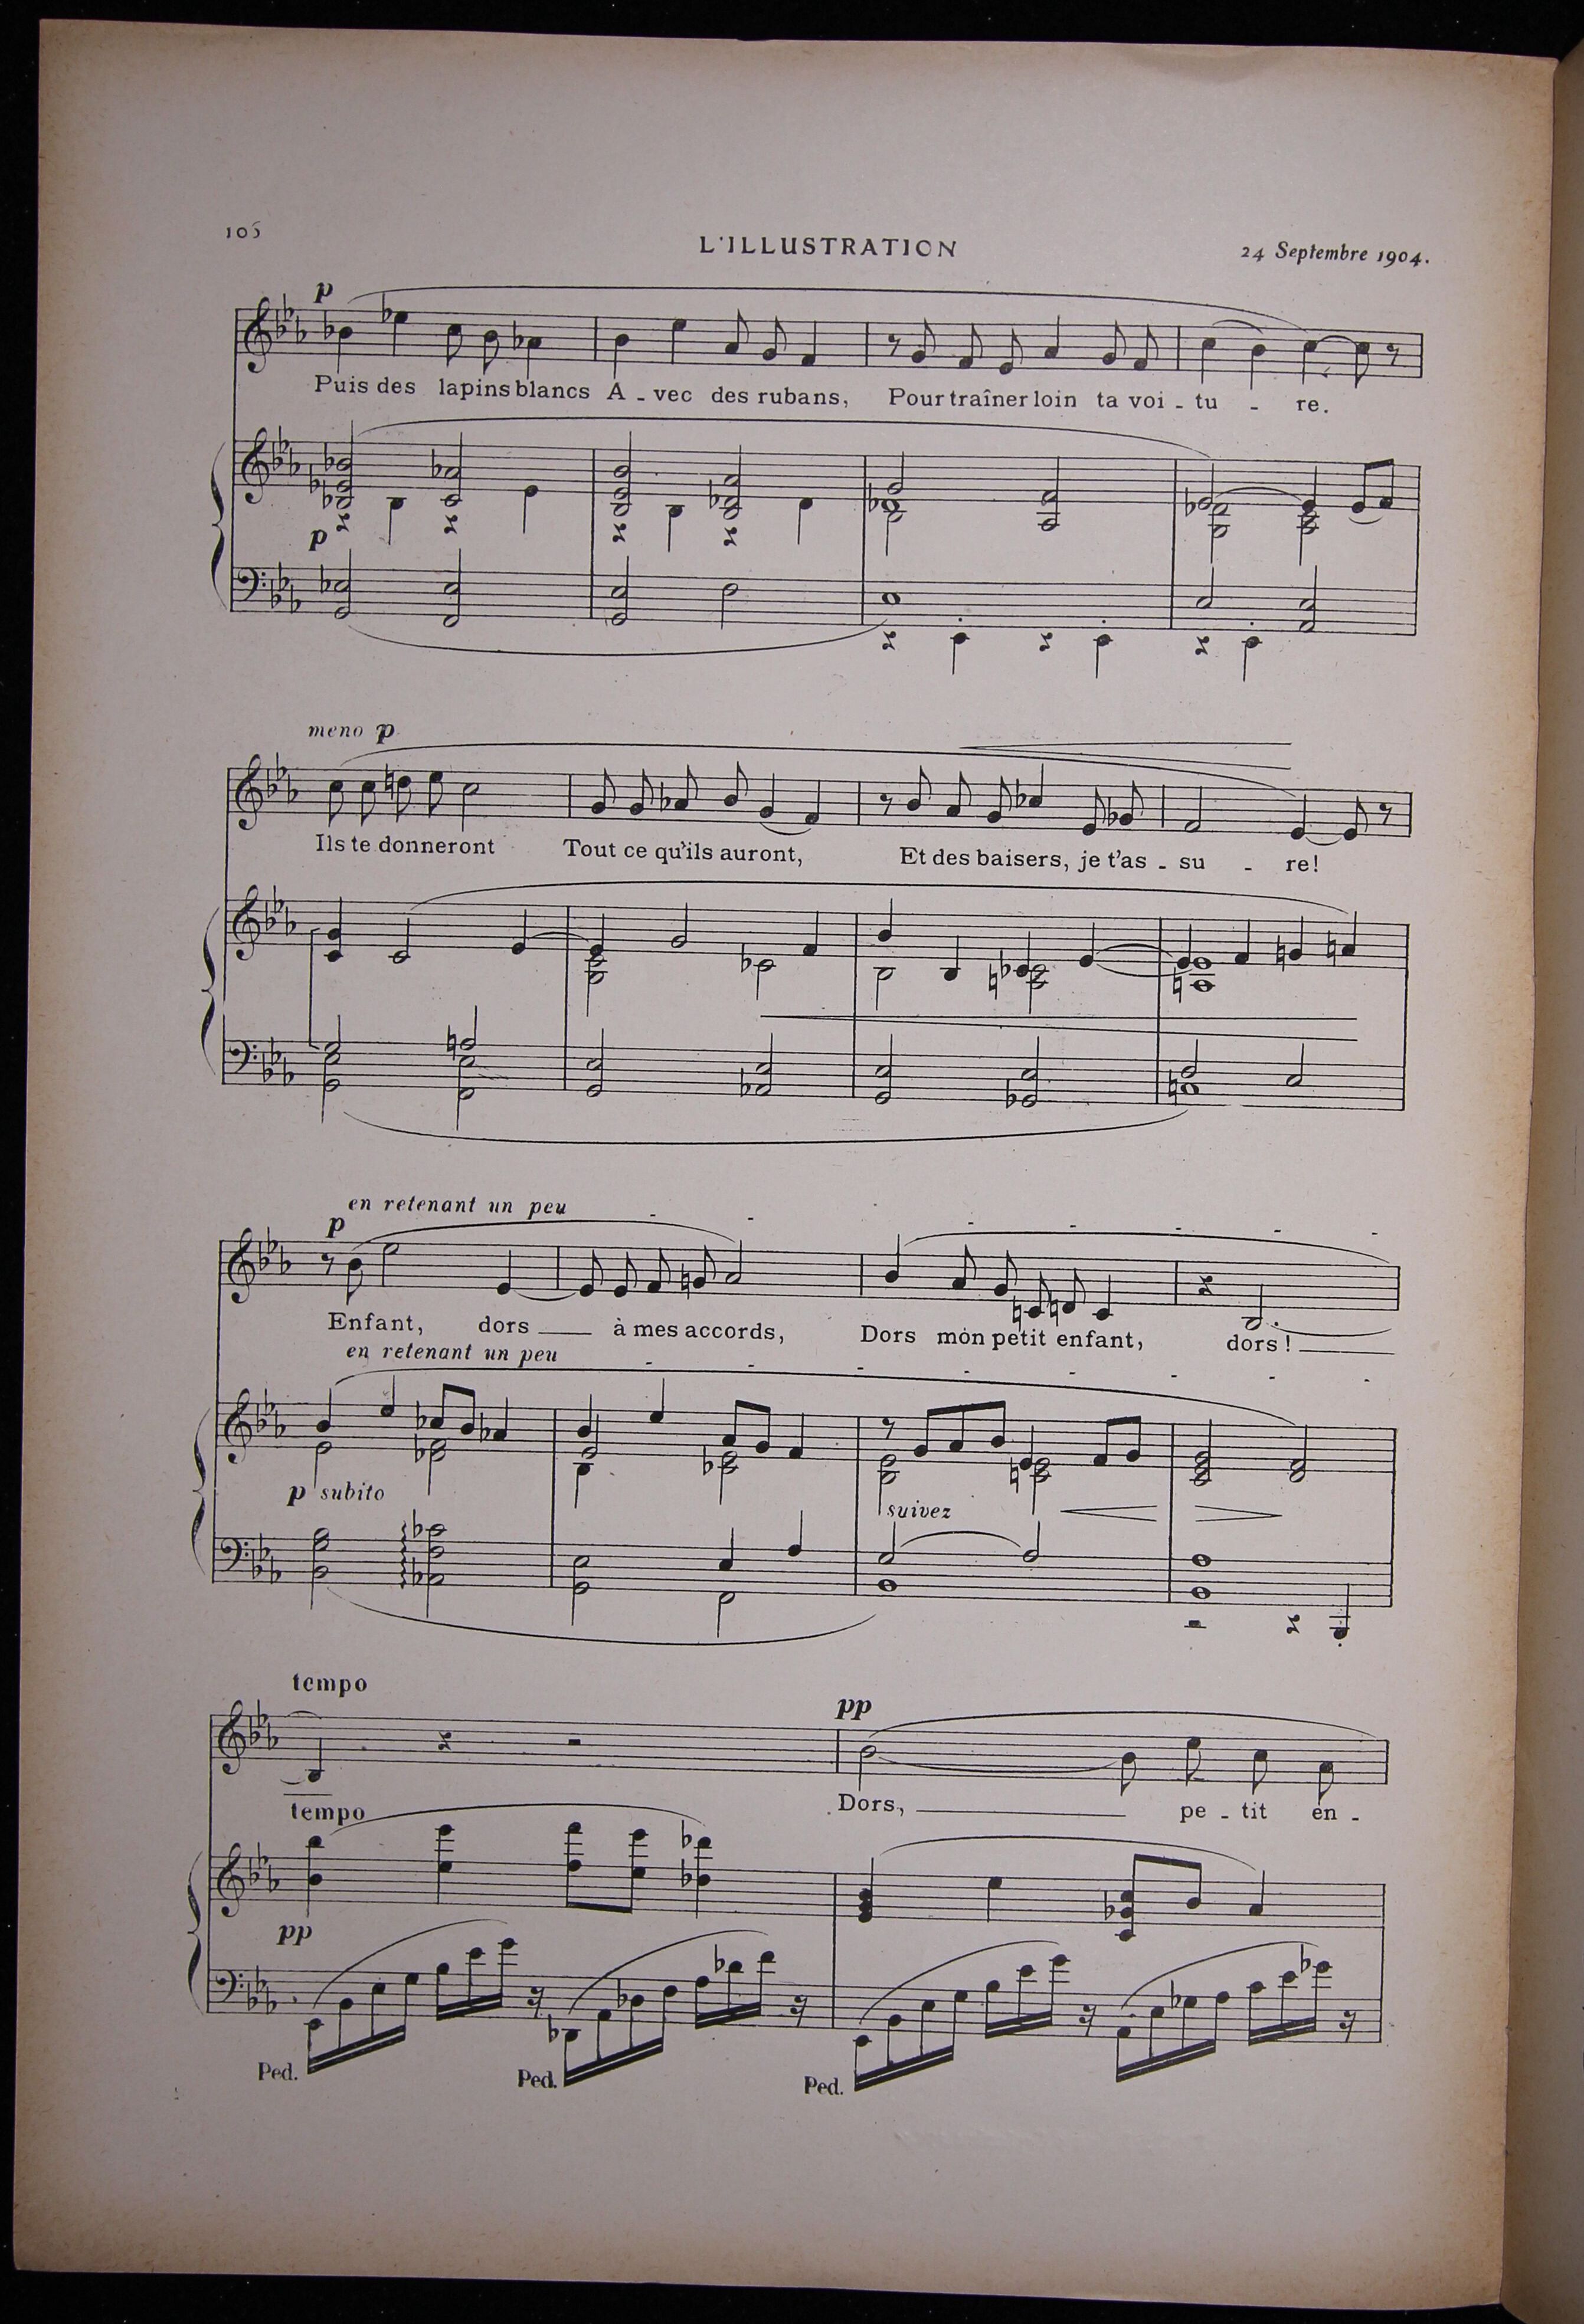 105
L'ILLUSTRATION
24 Septembre 1904.
p
Puis des lapins blancs A - vec des rubans, Pour traîner loin ta voi - tu - re.
p
meno p
Ils te donneront Tout ce qu'ils auront, Et des baisers, je t'as - su - re!
en retenant un peu
p
Enfant, dors à mes accords, Dors mon petit enfant, dors!
en retenant un peu
p subito
suivez
tempo
pp
Dors, pe - tit en -
tempo
pp
Ped. Ped. Ped.